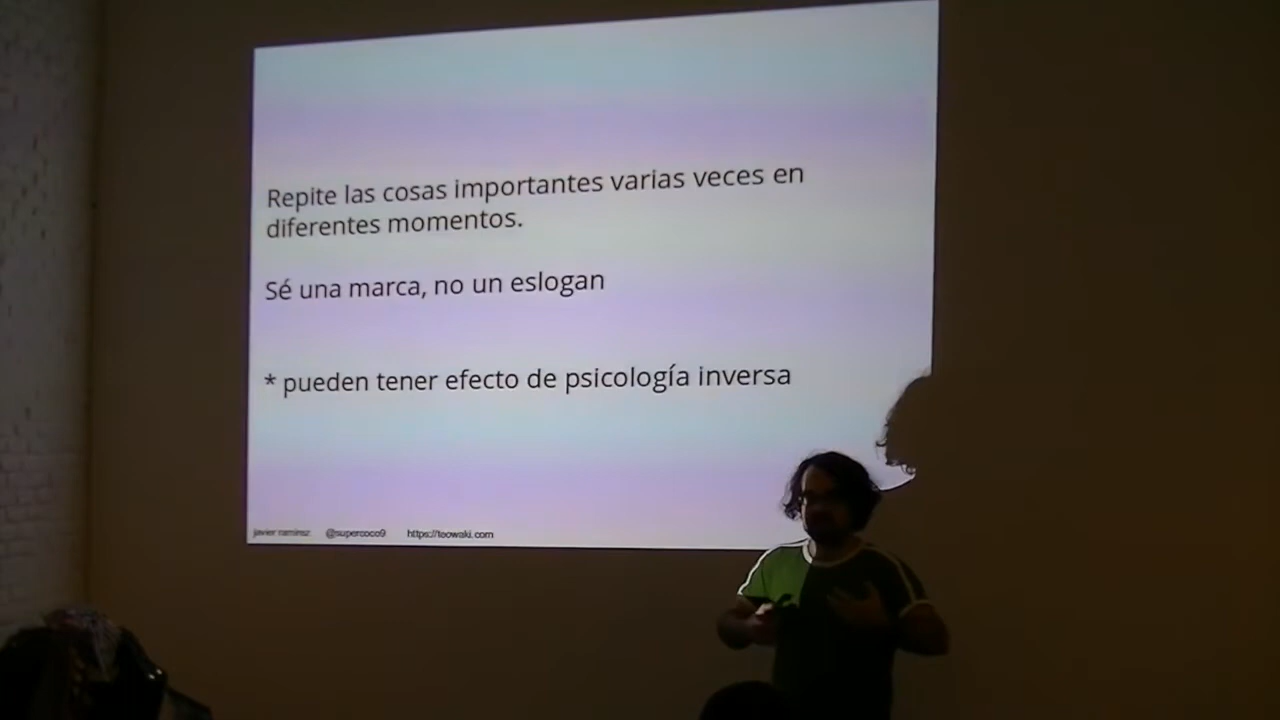 Repite las cosas importantes varias veces en
diferentes momentos.
Sé una marca, no un eslogan
* pueden tener efecto de psicología inversa
javier ramirez @supercoco9 https://teowaki.com